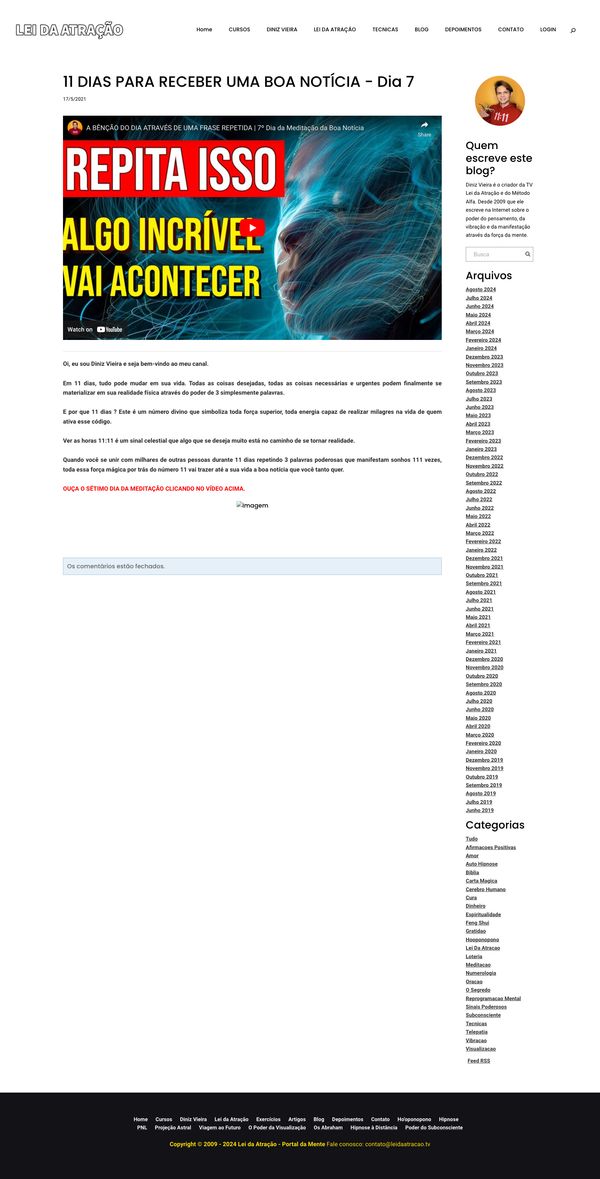 LEI DA ATRAÇÃO
Home CURSOS DINIZ VIEIRA LEI DA ATRAÇÃO TECNICAS BLOG DEPOIMENTOS CONTATO LOGIN
11 DIAS PARA RECEBER UMA BOA NOTÍCIA - Dia 7
17/5/2021
A BÊNÇÃO DO DIA ATRAVÉS DE UMA FRASE REPETIDA | 7º Dia da Meditação da Boa Notícia
Share
REPITA ISSO
ALGO INCRÍVEL
VAI ACONTECER
Watch on YouTube
Oi, eu sou Diniz Vieira e seja bem-vindo ao meu canal.
Em 11 dias, tudo pode mudar em sua vida. Todas as coisas desejadas, todas as coisas necessárias e urgentes podem finalmente se
materializar em sua realidade física através do poder de 3 simplesmente palavras.
E por que 11 dias ? Este é um número divino que simboliza toda força superior, toda energia capaz de realizar milagres na vida de quem
ativa esse código.
Ver as horas 11:11 é um sinal celestial que algo que se deseja muito está no caminho de se tornar realidade.
Quando você se unir com milhares de outras pessoas durante 11 dias repetindo 3 palavras poderosas que manifestam sonhos 111 vezes,
toda essa força mágica por trás do número 11 vai trazer até a sua vida a boa notícia que você tanto quer.
OUÇA O SÉTIMO DIA DA MEDITAÇÃO CLICANDO NO VÍDEO ACIMA.
Imagem
Os comentários estão fechados.
11:11
Quem
escreve este
blog?
Diniz Vieira é o criador da TV
Lei da Atração e do Método
Alfa. Desde 2009 que ele
escreve na Internet sobre o
poder do pensamento, da
vibração e da manifestação
através da força da mente.
Busca
Arquivos
Agosto 2024
Julho 2024
Junho 2024
Maio 2024
Abril 2024
Março 2024
Fevereiro 2024
Janeiro 2024
Dezembro 2023
Novembro 2023
Outubro 2023
Setembro 2023
Agosto 2023
Julho 2023
Junho 2023
Maio 2023
Abril 2023
Março 2023
Fevereiro 2023
Janeiro 2023
Dezembro 2022
Novembro 2022
Outubro 2022
Setembro 2022
Agosto 2022
Julho 2022
Junho 2022
Maio 2022
Abril 2022
Março 2022
Fevereiro 2022
Janeiro 2022
Dezembro 2021
Novembro 2021
Outubro 2021
Setembro 2021
Agosto 2021
Julho 2021
Junho 2021
Maio 2021
Abril 2021
Março 2021
Fevereiro 2021
Janeiro 2021
Dezembro 2020
Novembro 2020
Outubro 2020
Setembro 2020
Agosto 2020
Julho 2020
Junho 2020
Maio 2020
Abril 2020
Março 2020
Fevereiro 2020
Janeiro 2020
Dezembro 2019
Novembro 2019
Outubro 2019
Setembro 2019
Agosto 2019
Julho 2019
Junho 2019
Categorias
Tudo
Afirmacoes Positivas
Amor
Auto Hipnose
Biblia
Carta Magica
Cerebro Humano
Cura
Dinheiro
Espiritualidade
Feng Shui
Gratidao
Hooponopono
Lei Da Atracao
Loteria
Meditacao
Numerologia
Oracao
O Segredo
Reprogramacao Mental
Sinais Poderosos
Subconsciente
Tecnicas
Telepatia
Vibracao
Visualizacao
Feed RSS
Home Cursos Diniz Vieira Lei da Atração Exercícios Artigos Blog Depoimentos Contato Ho'oponopono Hipnose
PNL Projeção Astral Viagem ao Futuro O Poder da Visualização Os Abraham Hipnose à Distância Poder do Subconsciente
Copyright © 2009 - 2024 Lei da Atração - Portal da Mente Fale conosco: contato@leidaatracao.tv